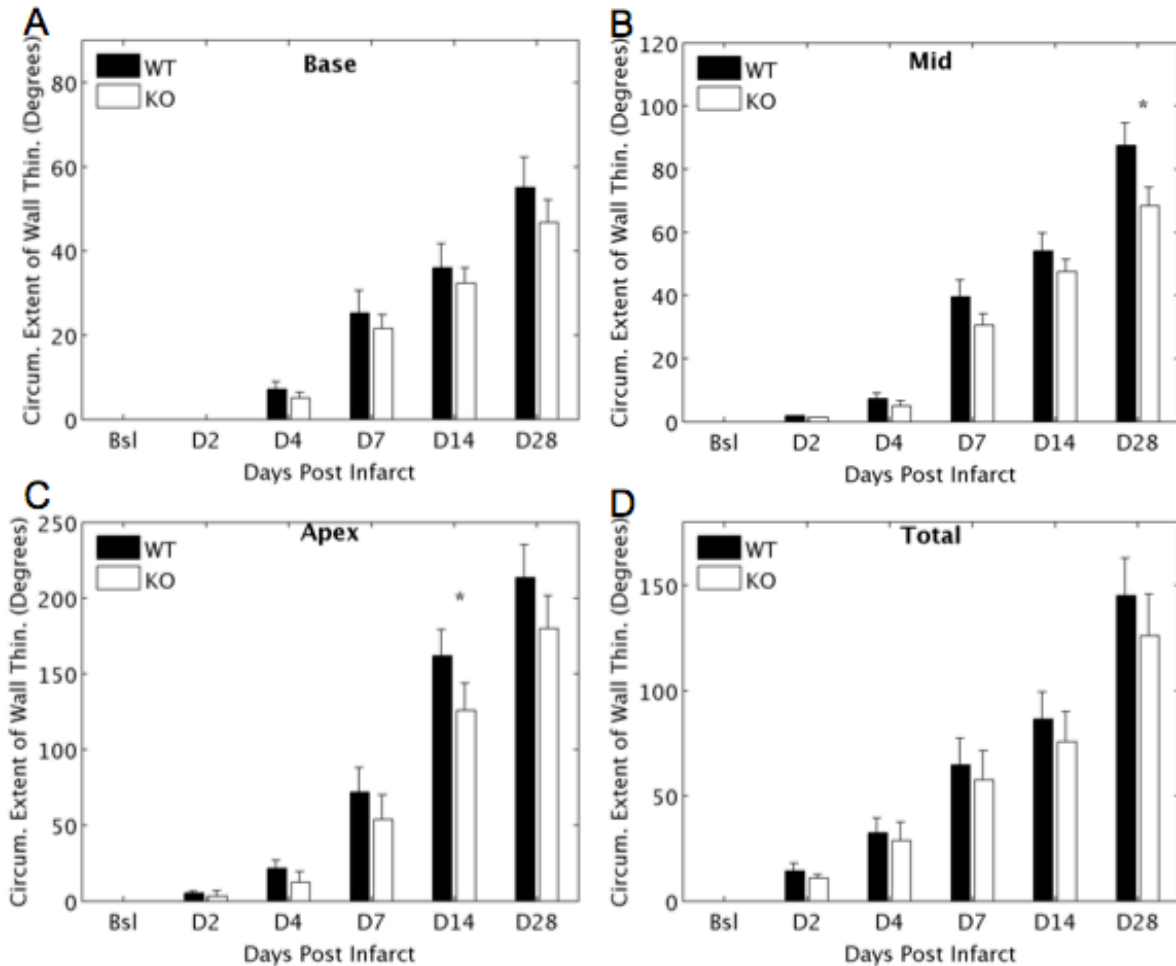 A
Base
WT
KO
Circum. Extent of Wall Thin. (Degrees)
80
60
40
20
0
Bsl D2 D4 D7 D14 D28
Days Post Infarct
B
Mid
WT
KO
*
Circum. Extent of Wall Thin. (Degrees)
120
100
80
60
40
20
0
Bsl D2 D4 D7 D14 D28
Days Post Infarct
C
Apex
WT
KO
*
Circum. Extent of Wall Thin. (Degrees)
250
200
150
100
50
0
Bsl D2 D4 D7 D14 D28
Days Post Infarct
D
Total
WT
KO
Circum. Extent of Wall Thin. (Degrees)
150
100
50
0
Bsl D2 D4 D7 D14 D28
Days Post Infarct